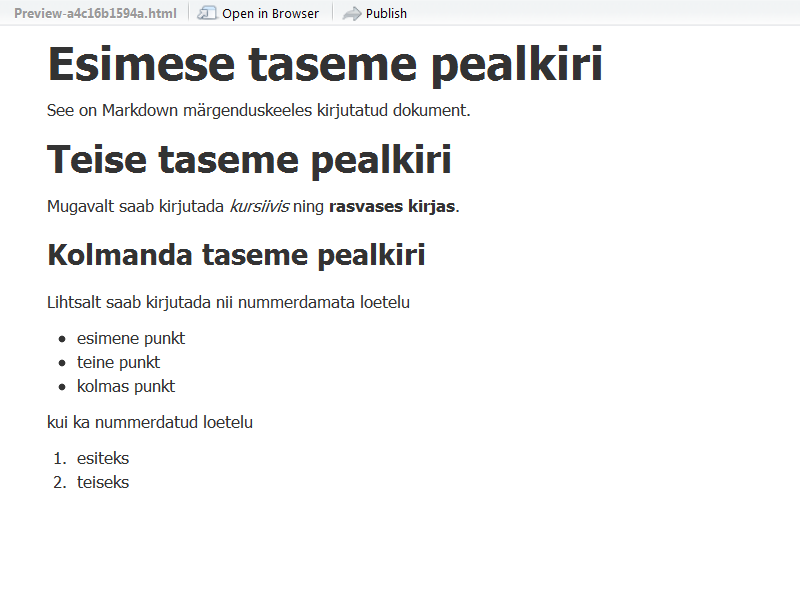 Preview-a4c16b1594a.html Open in Browser Publish
Esimese taseme pealkiri
See on Markdown märgenduskeeles kirjutatud dokument.
Teise taseme pealkiri
Mugavalt saab kirjutada kursiivis ning rasvases kirjas.
Kolmanda taseme pealkiri
Lihtsalt saab kirjutada nii nummerdamata loetelu
• esimene punkt
• teine punkt
• kolmas punkt
kui ka nummerdatud loetelu
1. esiteks
2. teiseks